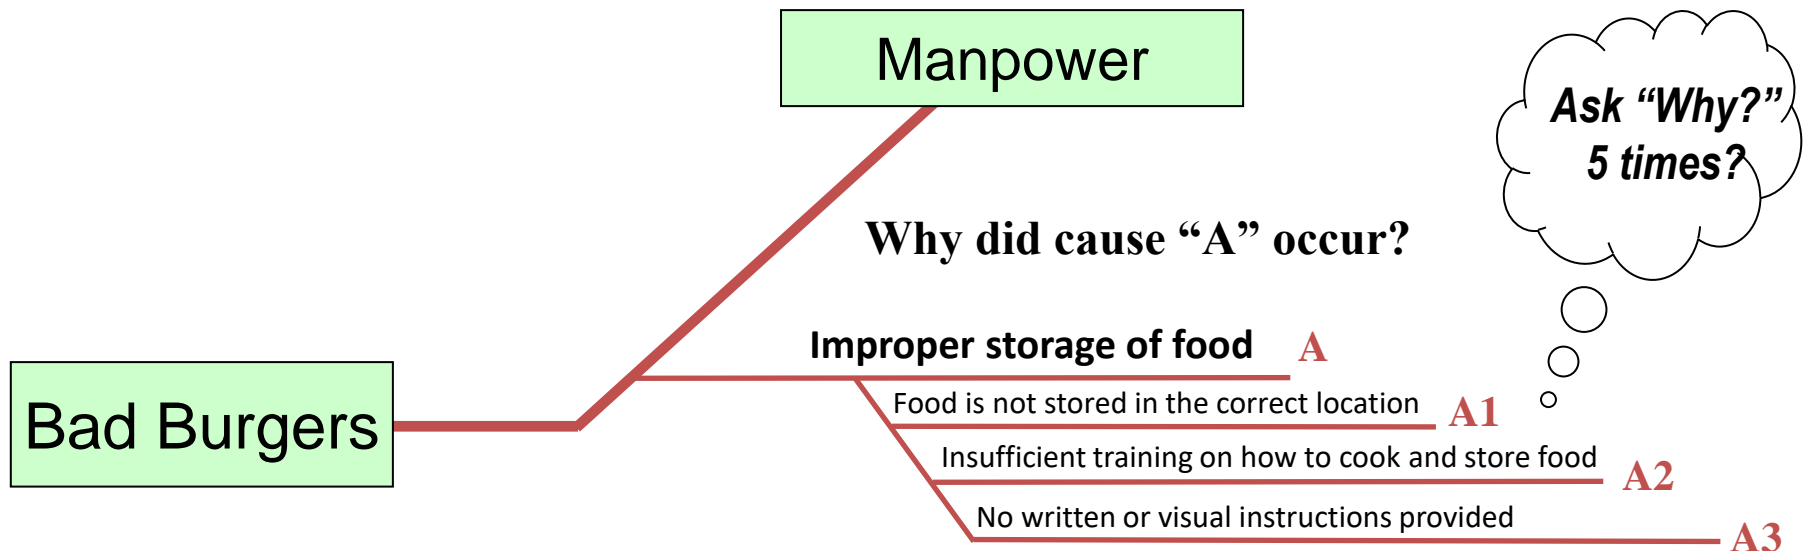 Manpower
Ask “Why?”
5 times?
Why did cause “A” occur?
Improper storage of food A
Bad Burgers
Food is not stored in the correct location A1
Insufficient training on how to cook and store food A2
No written or visual instructions provided A3